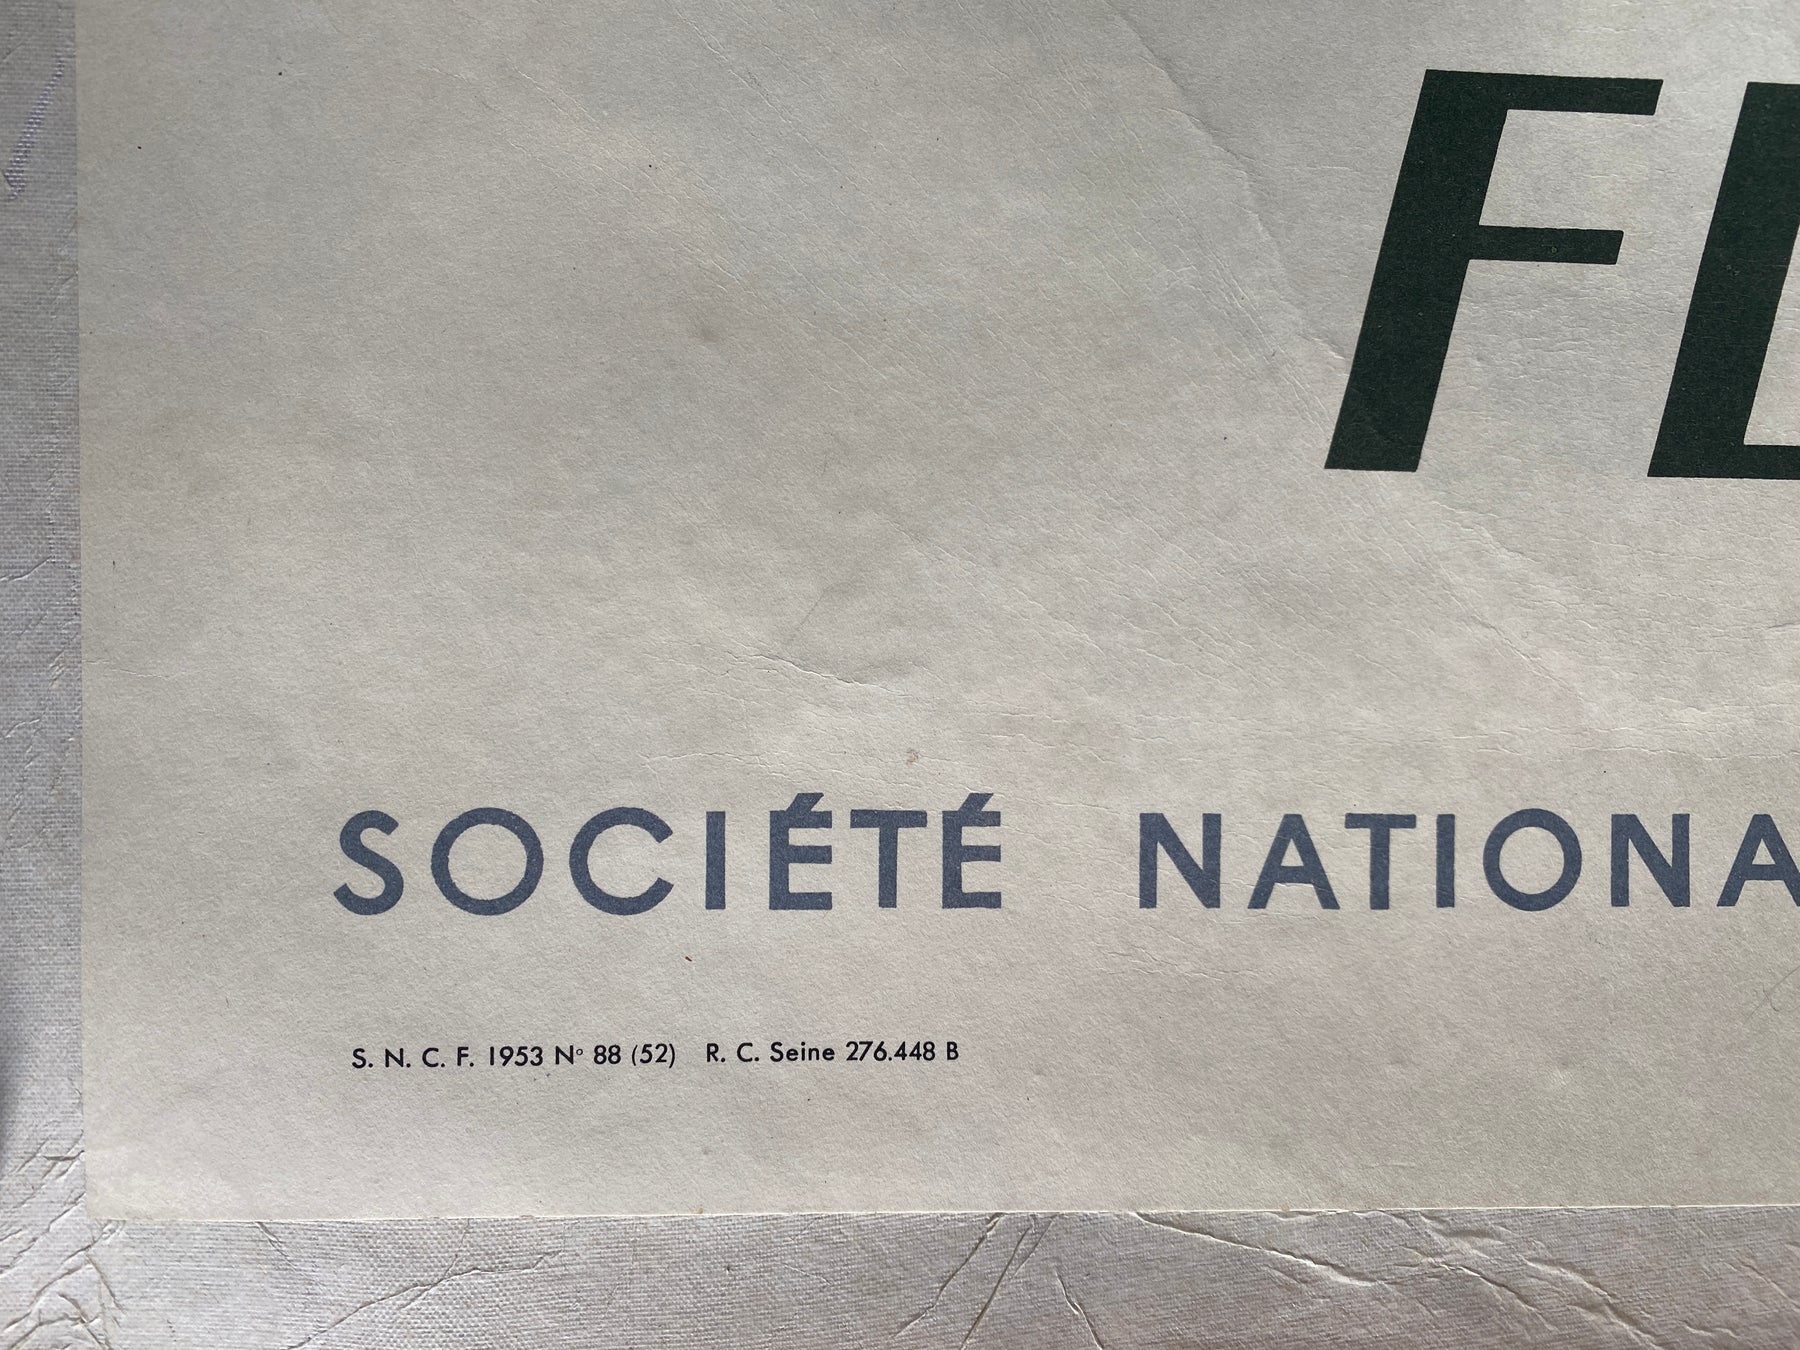 FL
SOCIÉTÉ NATIONA
S. N. C. F. 1953 N° 88 (52) R. C. Seine 276.448 B